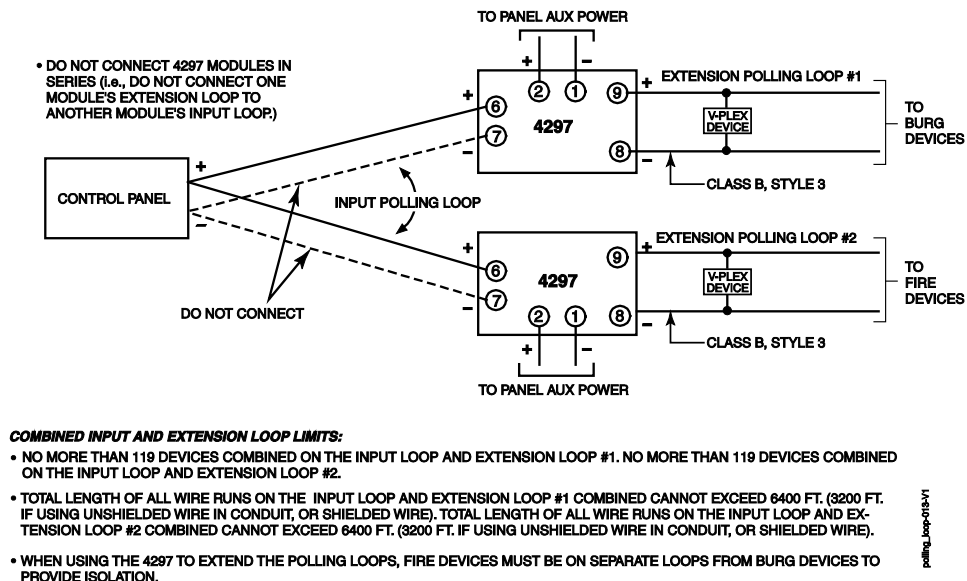 TO PANEL AUX POWER
• DO NOT CONNECT 4297 MODULES IN
SERIES (i.e., DO NOT CONNECT ONE
MODULE'S EXTENSION LOOP TO
ANOTHER MODULE'S INPUT LOOP.)
+ −
2 1
+ 6
7 −
4297
9 +
8 −
EXTENSION POLLING LOOP #1
V-PLEX
DEVICE
TO
BURG
DEVICES
CLASS B, STYLE 3
CONTROL PANEL
+
−
INPUT POLLING LOOP
DO NOT CONNECT
EXTENSION POLLING LOOP #2
+ 6
7 −
4297
9 +
8 −
2 1
+ −
V-PLEX
DEVICE
TO
FIRE
DEVICES
CLASS B, STYLE 3
TO PANEL AUX POWER
COMBINED INPUT AND EXTENSION LOOP LIMITS:
• NO MORE THAN 119 DEVICES COMBINED ON THE INPUT LOOP AND EXTENSION LOOP #1. NO MORE THAN 119 DEVICES COMBINED
ON THE INPUT LOOP AND EXTENSION LOOP #2.
• TOTAL LENGTH OF ALL WIRE RUNS ON THE INPUT LOOP AND EXTENSION LOOP #1 COMBINED CANNOT EXCEED 6400 FT. (3200 FT.
IF USING UNSHIELDED WIRE IN CONDUIT, OR SHIELDED WIRE). TOTAL LENGTH OF ALL WIRE RUNS ON THE INPUT LOOP AND EX-
TENSION LOOP #2 COMBINED CANNOT EXCEED 6400 FT. (3200 FT. IF USING UNSHIELDED WIRE IN CONDUIT, OR SHIELDED WIRE).
• WHEN USING THE 4297 TO EXTEND THE POLLING LOOPS, FIRE DEVICES MUST BE ON SEPARATE LOOPS FROM BURG DEVICES TO
PROVIDE ISOLATION.
polling_loop-013-V1